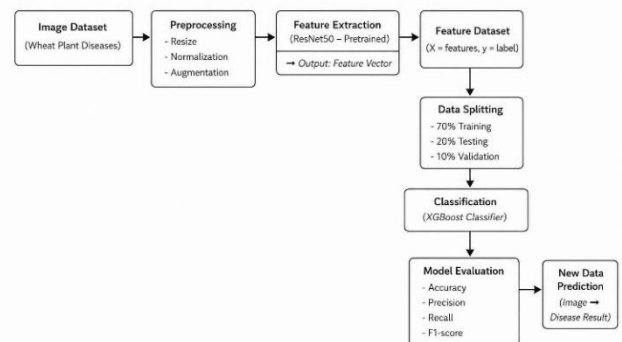 Image Dataset
(Wheat Plant Diseases)
Preprocessing
- Resize
- Normalization
- Augmentation
Feature Extraction
(ResNet50 – Pretrained)
→ Output: Feature Vector
Feature Dataset
(X = features, y = label)
Data Splitting
- 70% Training
- 20% Testing
- 10% Validation
Classification
(XGBoost Classifier)
Model Evaluation
- Accuracy
- Precision
- Recall
- F1-score
New Data
Prediction
(Image →
Disease Result)